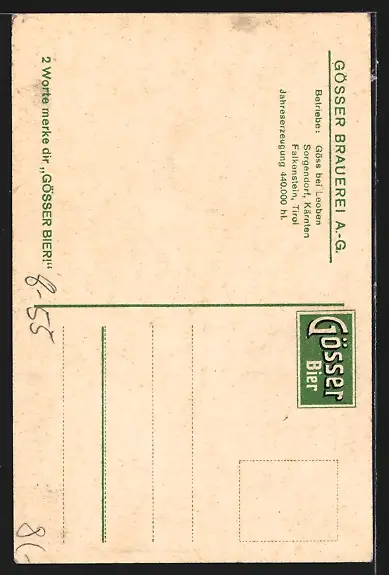 GÖSSER BRAUEREI A.-G.
Betriebe: Göss bei Leoben
Sorgendorf, Kärnten
Falkenstein, Tirol
Jahreserzeugung 440.000 hl.
2 Worte merke dir „GÖSSER BIER!“
Gösser
Bier
8-55